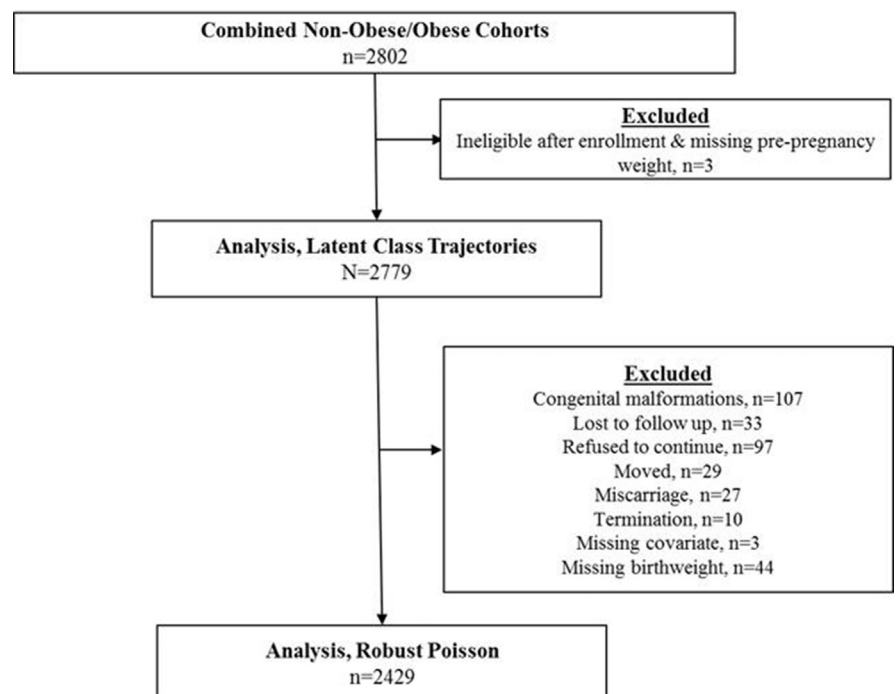 Combined Non-Obese/Obese Cohorts
n=2802
Excluded
Ineligible after enrollment & missing pre-pregnancy
weight, n=3
Analysis, Latent Class Trajectories
N=2779
Excluded
Congenital malformations, n=107
Lost to follow up, n=33
Refused to continue, n=97
Moved, n=29
Miscarriage, n=27
Termination, n=10
Missing covariate, n=3
Missing birthweight, n=44
Analysis, Robust Poisson
n=2429